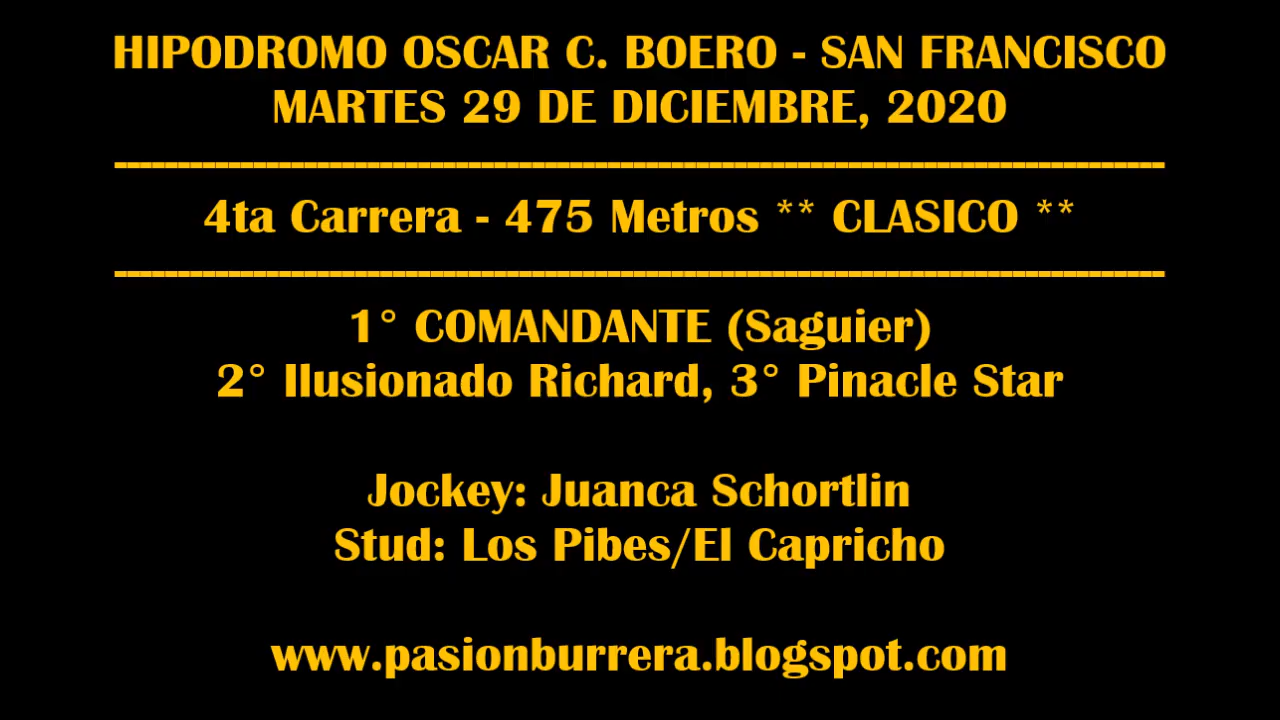 HIPODROMO OSCAR C. BOERO - SAN FRANCISCO
MARTES 29 DE DICIEMBRE, 2020
4ta Carrera - 475 Metros ** CLASICO **
1° COMANDANTE (Saguier)
2° Ilusionado Richard, 3° Pinacle Star
Jockey: Juanca Schortlin
Stud: Los Pibes/El Capricho
www.pasionburrera.blogspot.com